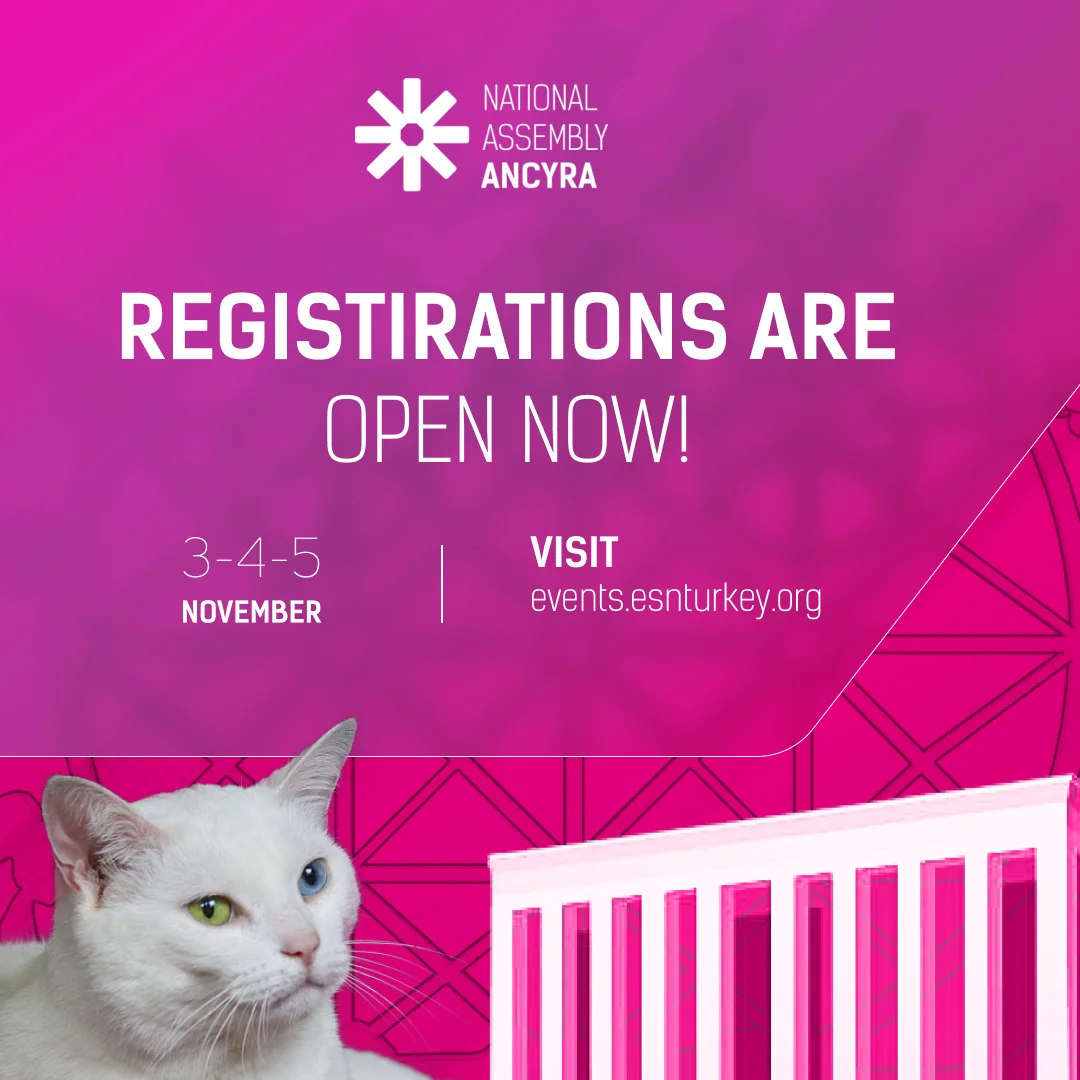 NATIONAL
ASSEMBLY
ANCYRA
REGISTIRATIONS ARE
OPEN NOW!
3-4-5
NOVEMBER
VISIT
events.esnturkey.org